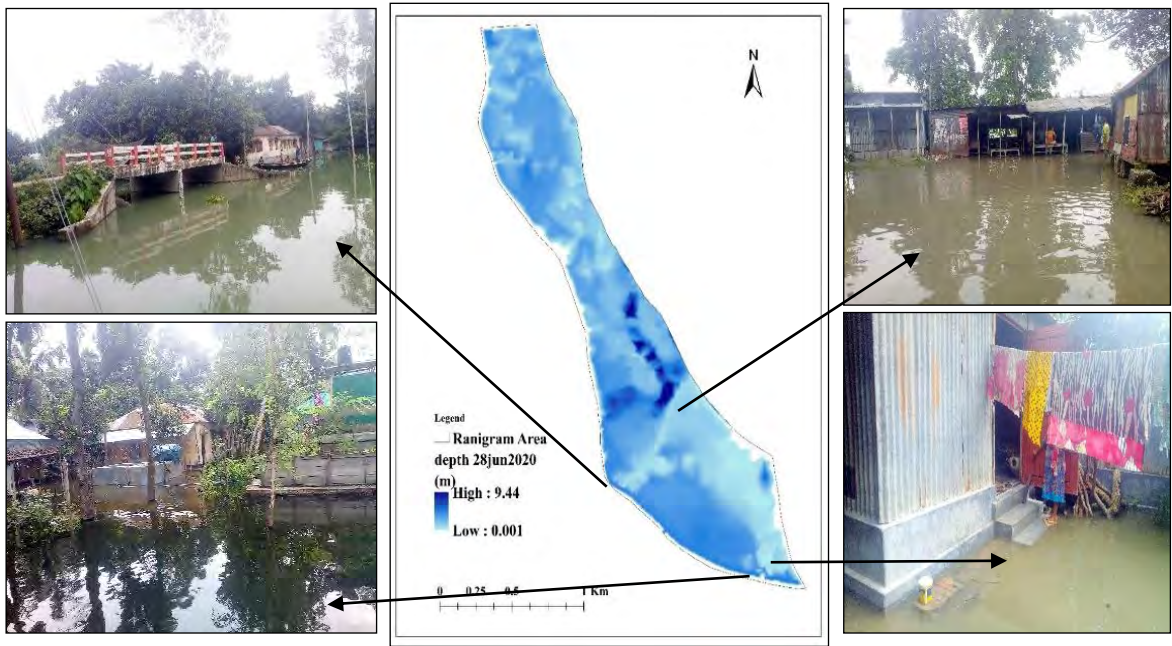 N
Legend
Ranigram Area
depth 28jun2020
(m)
High : 9.44
Low : 0.001
0 0.25 0.5 1 Km